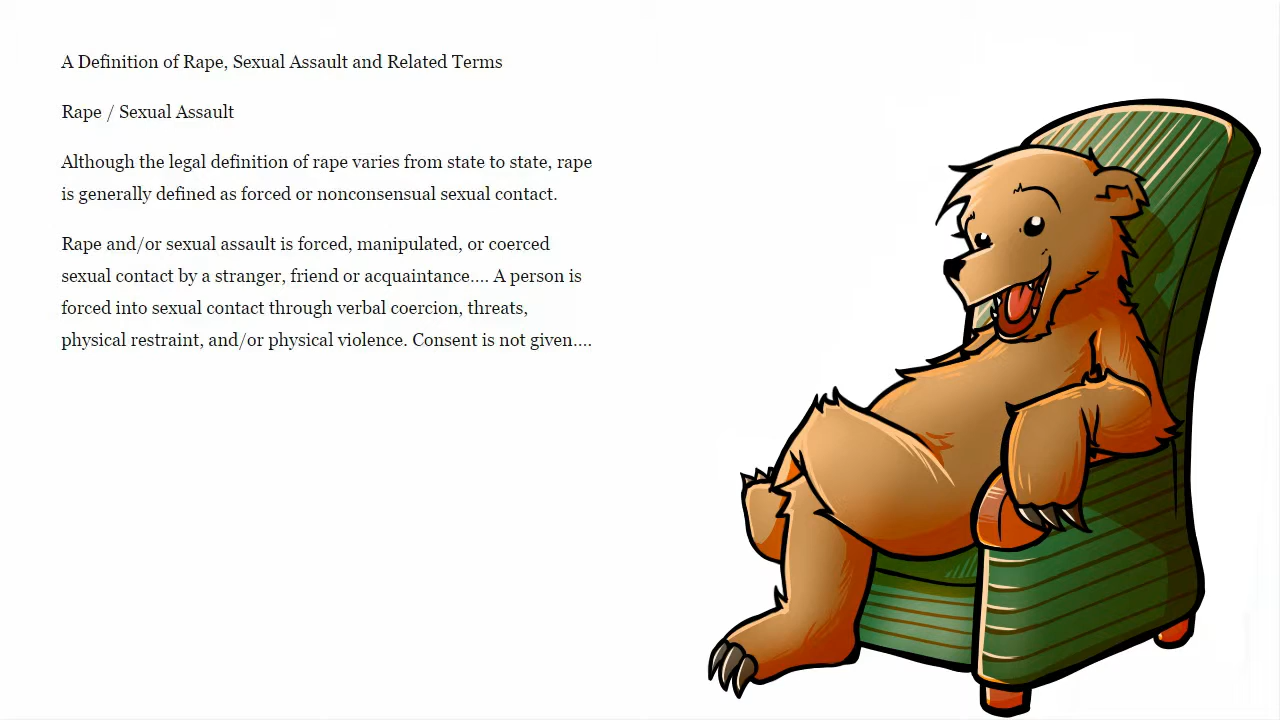 A Definition of Rape, Sexual Assault and Related Terms
Rape / Sexual Assault
Although the legal definition of rape varies from state to state, rape
is generally defined as forced or nonconsensual sexual contact.
Rape and/or sexual assault is forced, manipulated, or coerced
sexual contact by a stranger, friend or acquaintance.... A person is
forced into sexual contact through verbal coercion, threats,
physical restraint, and/or physical violence. Consent is not given....